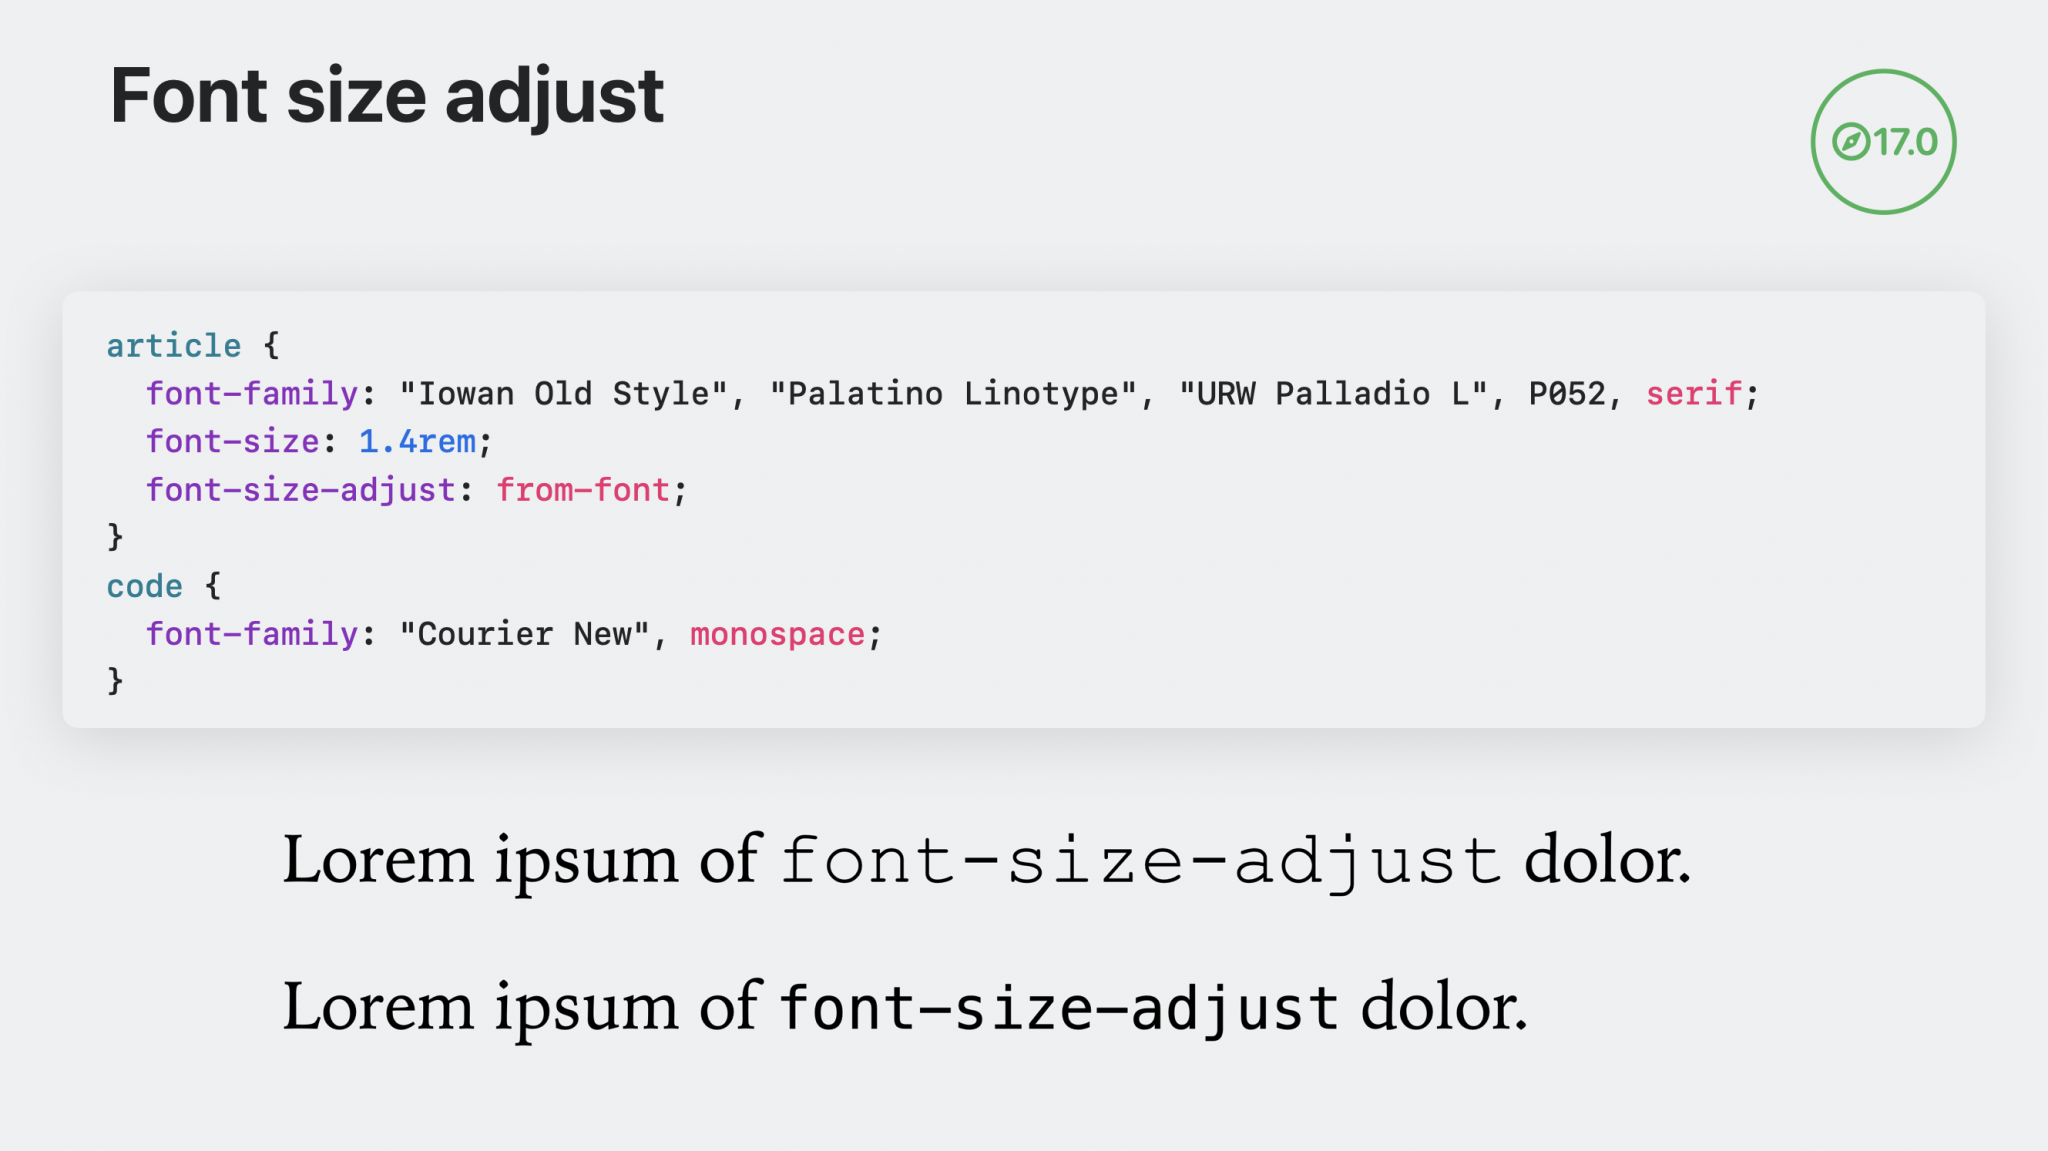 Font size adjust
17.0
article {
  font-family: "Iowan Old Style", "Palatino Linotype", "URW Palladio L", P052, serif;
  font-size: 1.4rem;
  font-size-adjust: from-font;
}
code {
  font-family: "Courier New", monospace;
}
Lorem ipsum of font-size-adjust dolor.
Lorem ipsum of font-size-adjust dolor.